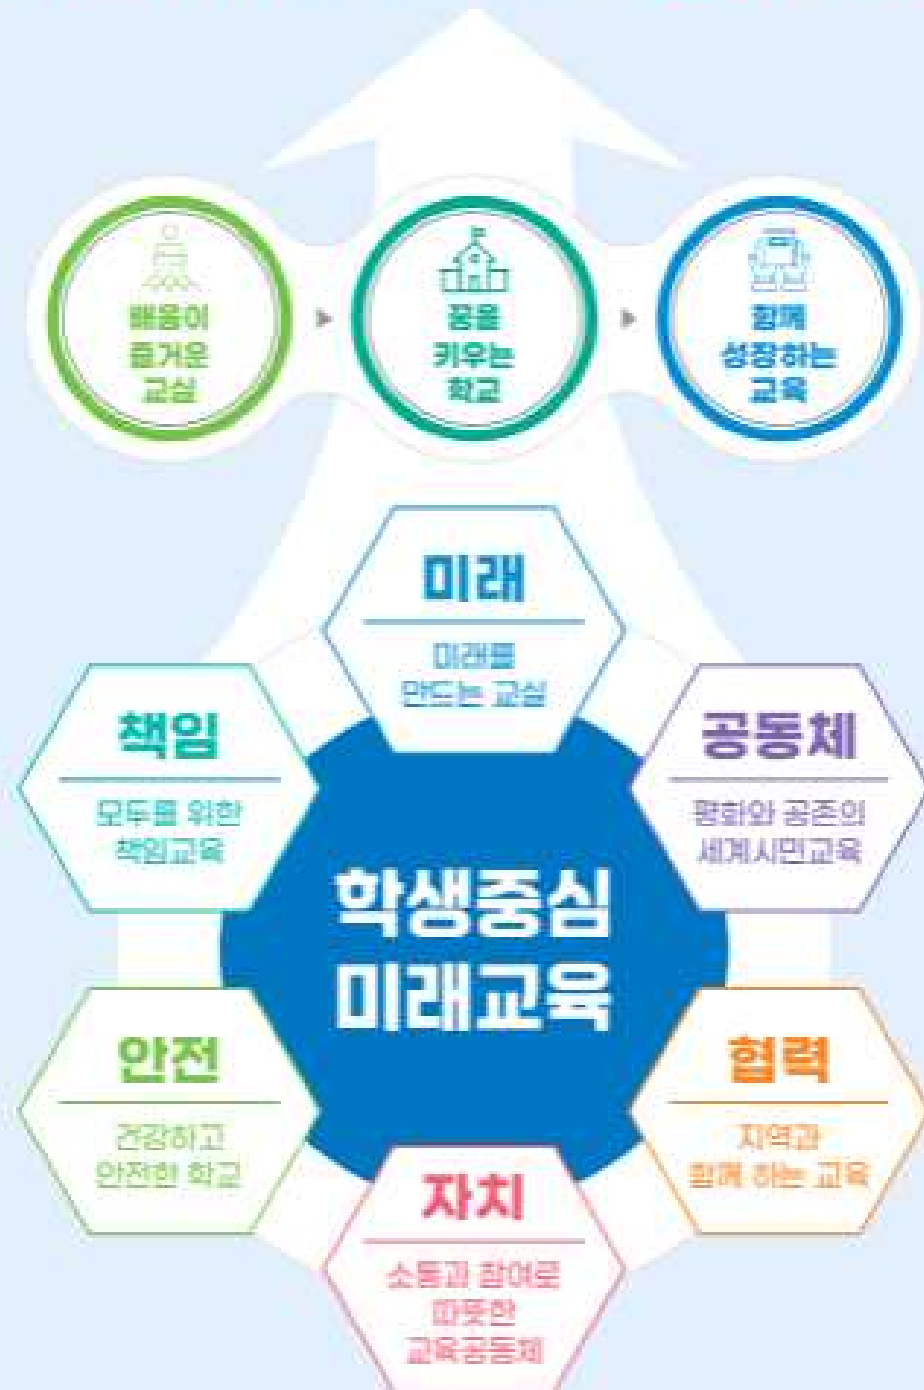 배움이
즐거운
교실
꿈을
키우는
학교
함께
성장하는
교육
미래
미래를
만드는 교실
책임
모두를 위한
책임교육
공동체
평화와 공존의
세계시민교육
학생중심
미래교육
안전
건강하고
안전한 학교
협력
지역과
함께 하는 교육
자치
소통과 참여로
따뜻한
교육공동체